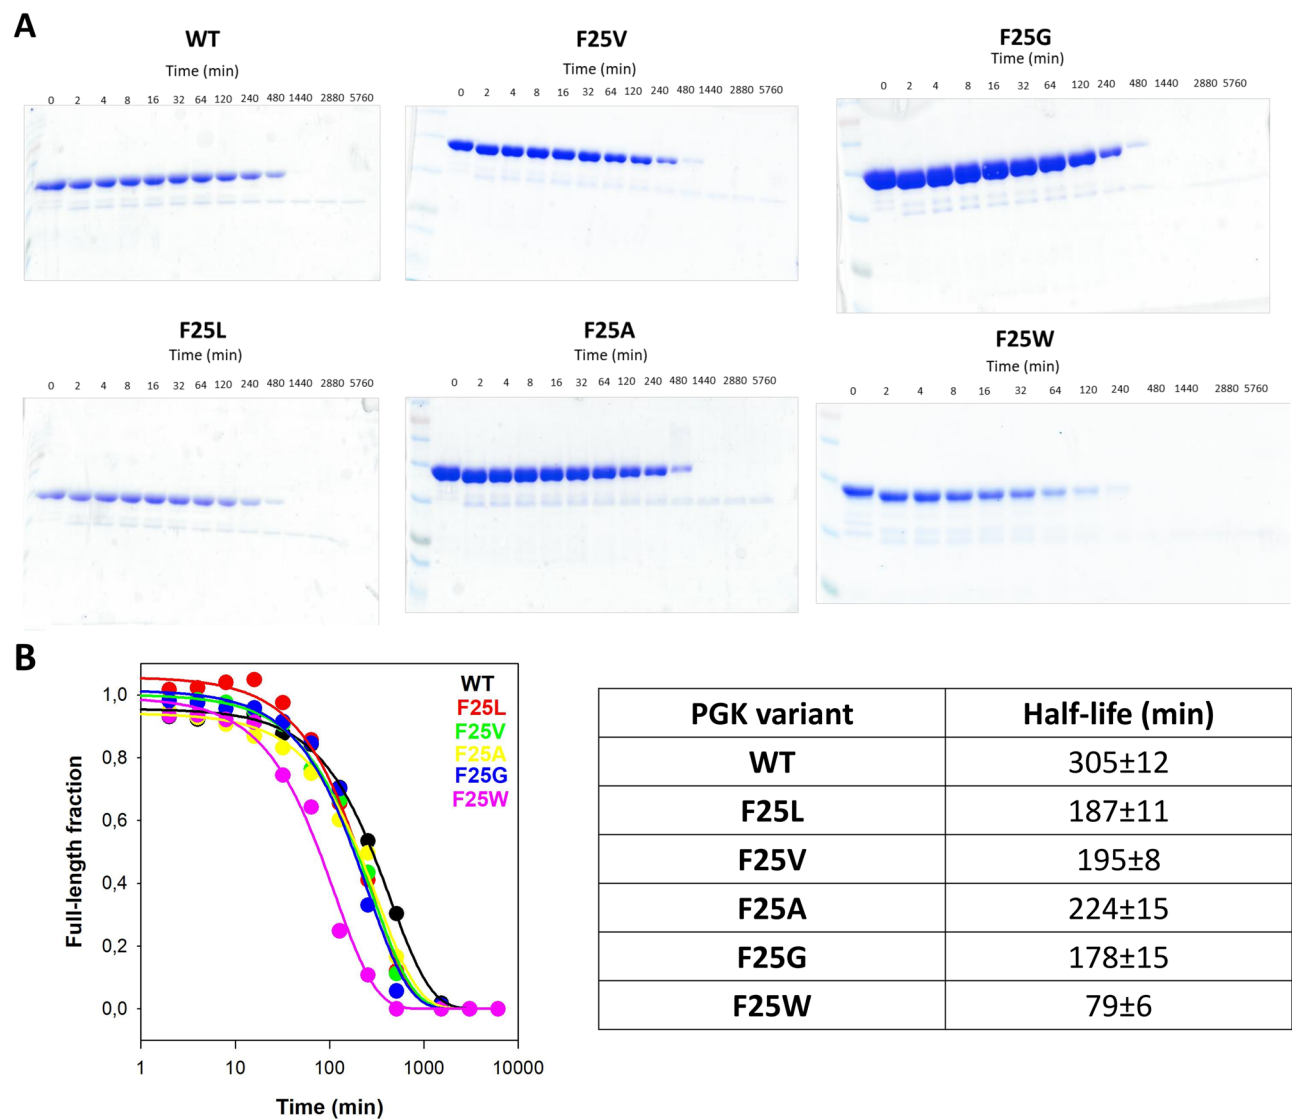 A
WT
Time (min)
0 2 4 8 16 32 64 120 240 480 1440 2880 5760
F25V
Time (min)
0 2 4 8 16 32 64 120 240 480 1440 2880 5760
F25G
Time (min)
0 2 4 8 16 32 64 120 240 480 1440 2880 5760
F25L
Time (min)
0 2 4 8 16 32 64 120 240 480 1440 2880 5760
F25A
Time (min)
0 2 4 8 16 32 64 120 240 480 1440 2880 5760
F25W
Time (min)
0 2 4 8 16 32 64 120 240 480 1440 2880 5760
B
Full-length fraction
1,0
0,8
0,6
0,4
0,2
0,0
1 10 100 1000 10000
Time (min)
WT
F25L
F25V
F25A
F25G
F25W
PGK variant Half-life (min)
WT 305±12
F25L 187±11
F25V 195±8
F25A 224±15
F25G 178±15
F25W 79±6